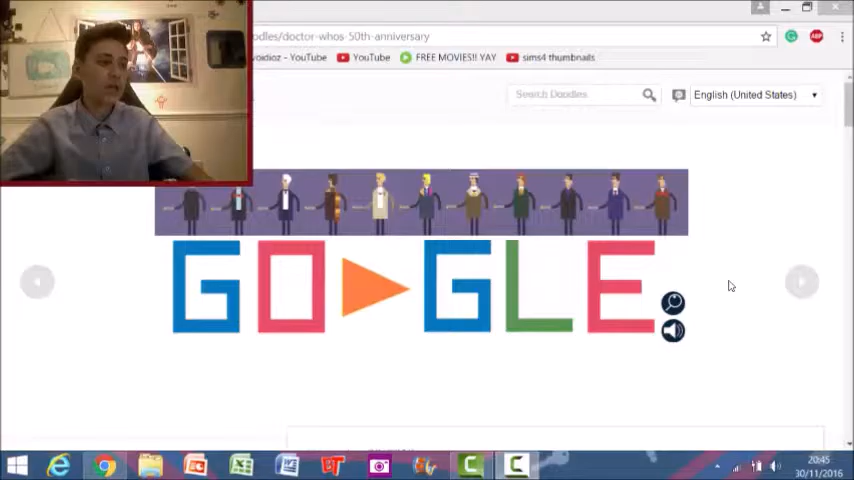 odles/doctor-whos-50th-anniversary
voidioz - YouTube YouTube FREE MOVIES!! YAY sims4 thumbnails
Search Doodles English (United States)
GO GLE
20:45
30/11/2016